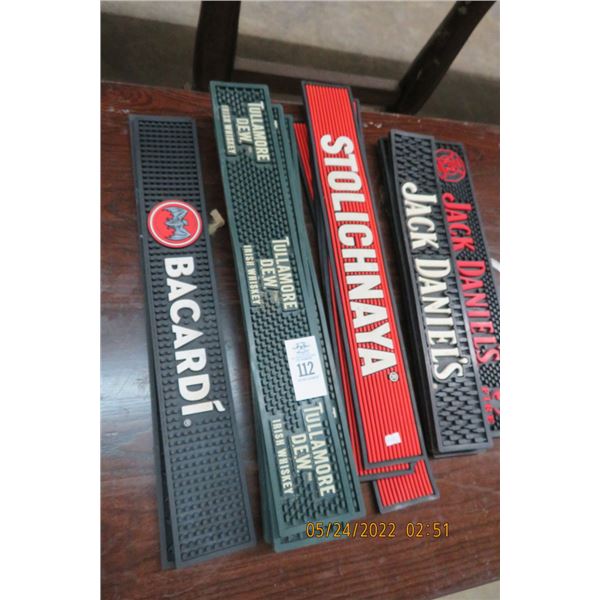 BACARDÍ®
TULLAMORE
DEW
IRISH WHISKEY
TULLAMORE
DEW
IRISH WHISKEY
TULLAMORE
DEW
IRISH WHISKEY
112
STOLICHNAYA®
JACK DANIEL'S
JACK DANIEL'S
FIRE
05/24/2022 02:51